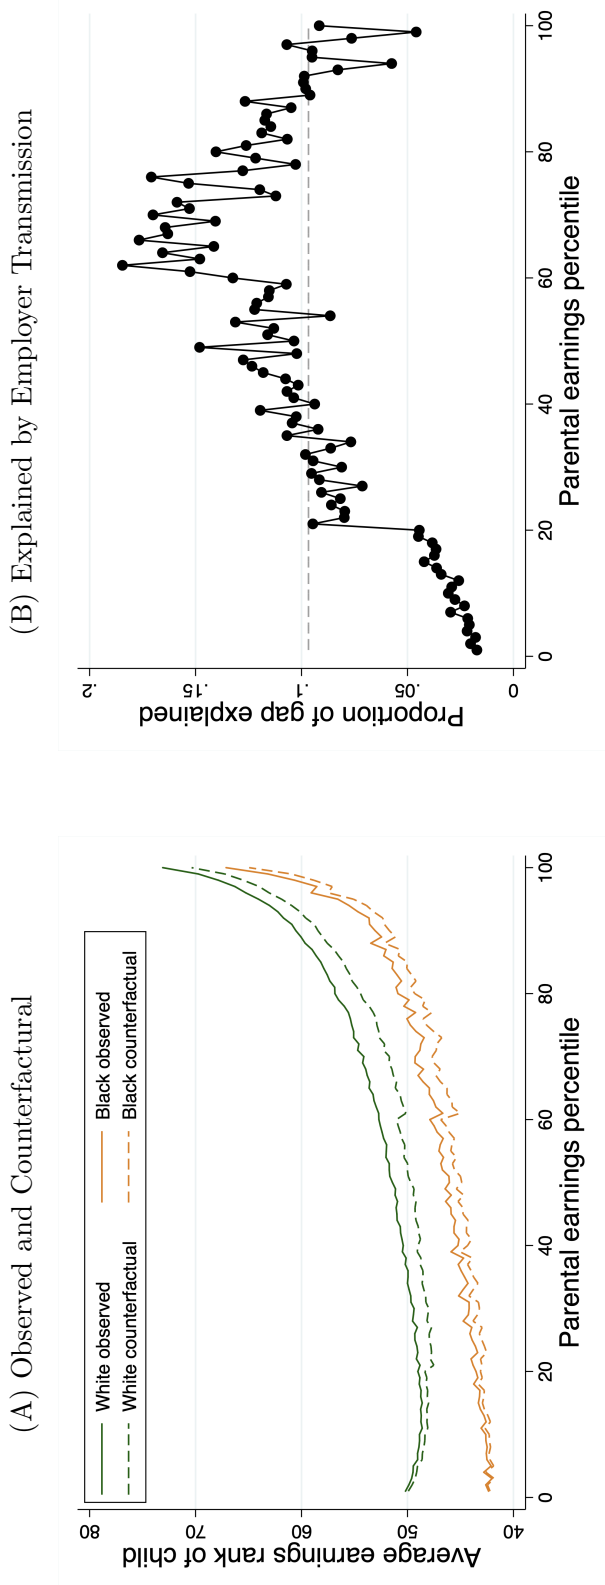 (A) Observed and Counterfactural
White observed
Black observed
White counterfactual
Black counterfactual
80
70
60
50
40
Average earnings rank of child
0
20
40
60
80
100
Parental earnings percentile
(B) Explained by Employer Transmission
.2
.15
.1
.05
0
Proportion of gap explained
0
20
40
60
80
100
Parental earnings percentile